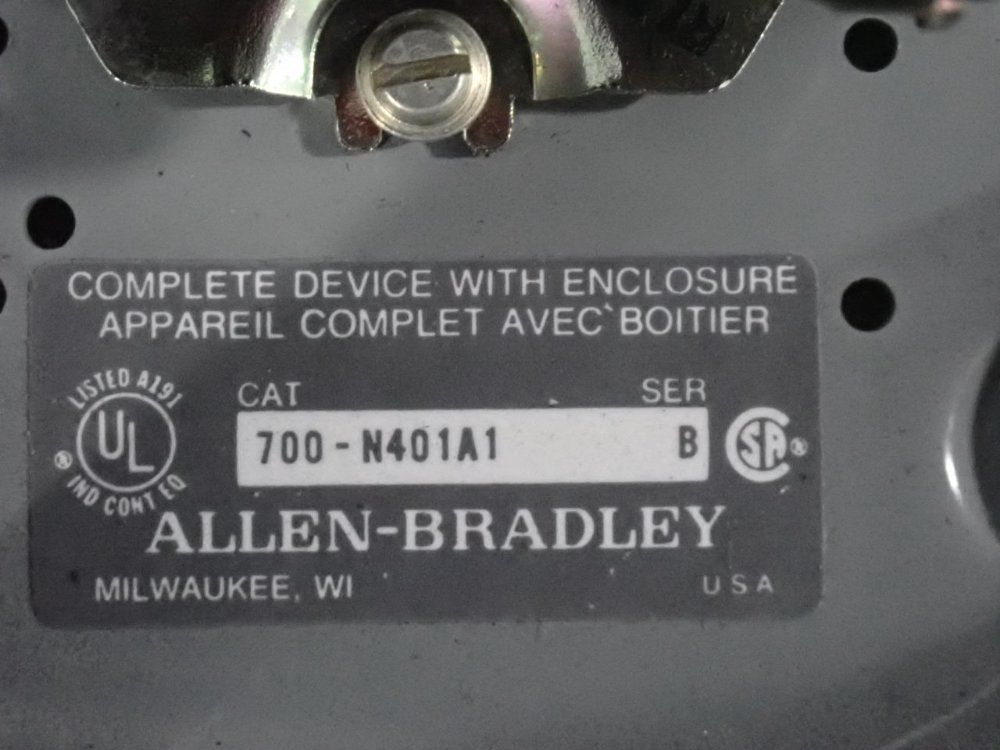 COMPLETE DEVICE WITH ENCLOSURE
APPAREIL COMPLET AVEC BOITIER
LISTED A191
UL
®
IND CONT EQ
CAT SER
700-N401A1 B
SA ®
ALLEN-BRADLEY
MILWAUKEE, WI USA